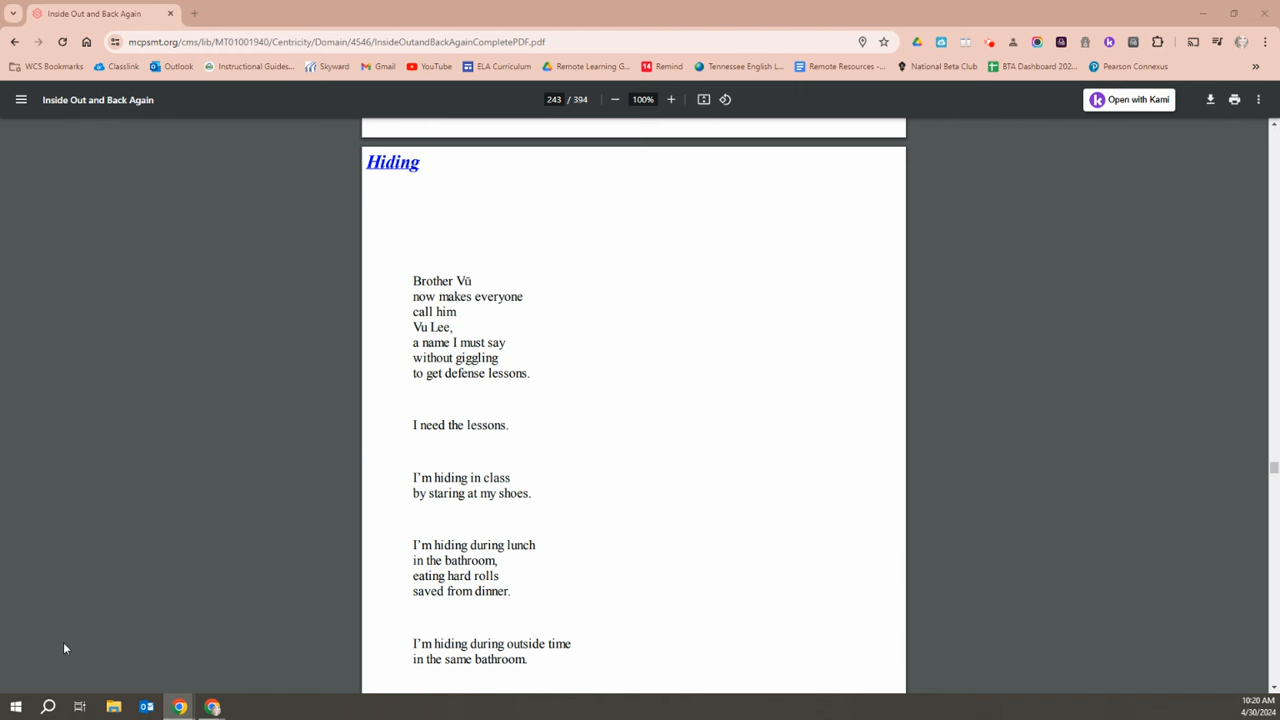 Inside Out and Back Again
mcpsmt.org/cms/lib/MT01001940/Centricity/Domain/4546/InsideOutandBackAgainCompletePDF.pdf
WCS Bookmarks
Classlink
Outlook
Instructional Guides...
Skyward
Gmail
YouTube
ELA Curriculum
Remote Learning G...
14
Remind
Tennessee English L...
Remote Resources -...
National Beta Club
BTA Dashboard 202...
Pearson Connexus
Inside Out and Back Again
243 / 394
100%
Open with Kami
Hiding
Brother Vũ
now makes everyone
call him
Vu Lee,
a name I must say
without giggling
to get defense lessons.
I need the lessons.
I’m hiding in class
by staring at my shoes.
I’m hiding during lunch
in the bathroom,
eating hard rolls
saved from dinner.
I’m hiding during outside time
in the same bathroom.
10:20 AM
4/30/2024